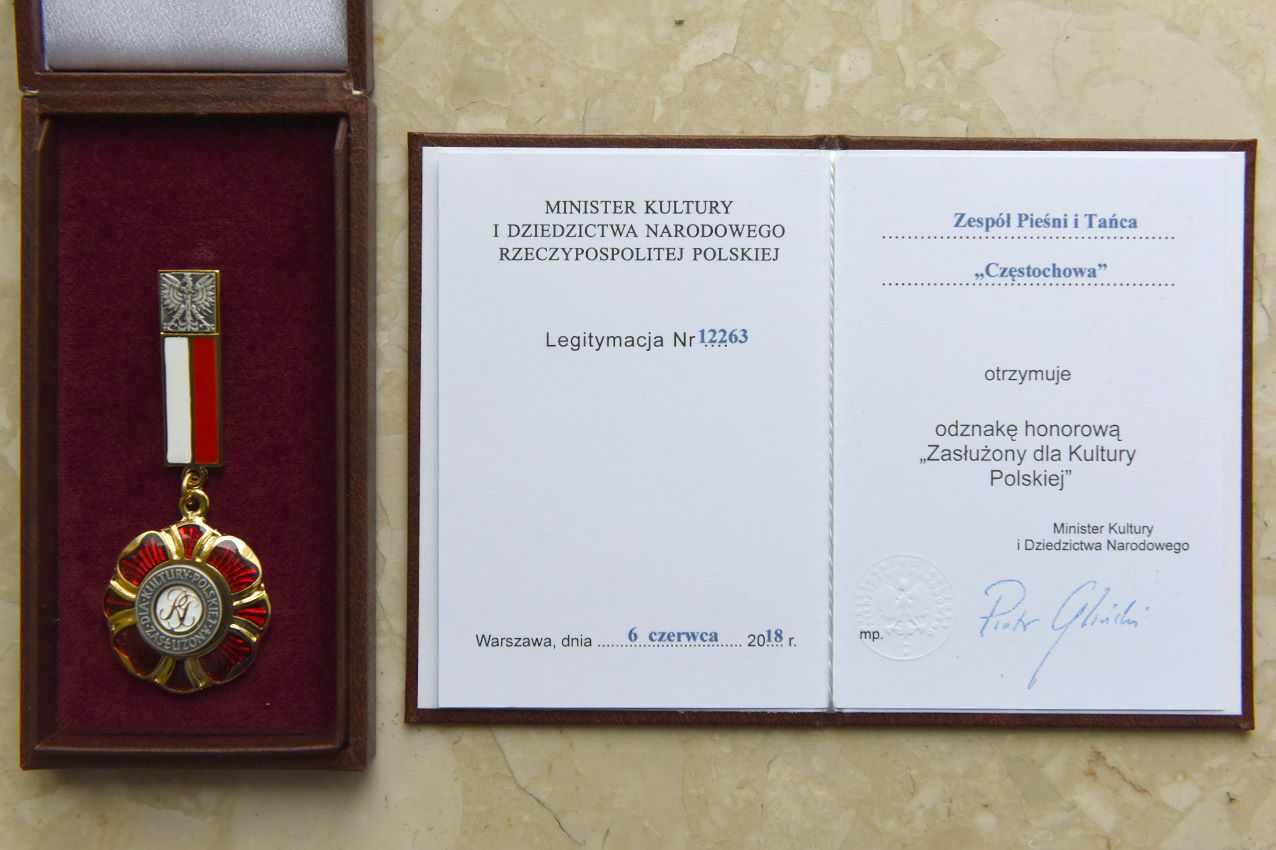 MINISTER KULTURY
I DZIEDZICTWA NARODOWEGO
RZECZYPOSPOLITEJ POLSKIEJ
Legitymacja Nr 12263
Warszawa, dnia 6 czerwca 2018 r.
Zespół Pieśni i Tańca
„Częstochowa”
otrzymuje
odznakę honorową
„Zasłużony dla Kultury
Polskiej”
Minister Kultury
i Dziedzictwa Narodowego
mp.
Piotr Gliński
ZASŁUŻONY DLA KULTURY POLSKIEJ